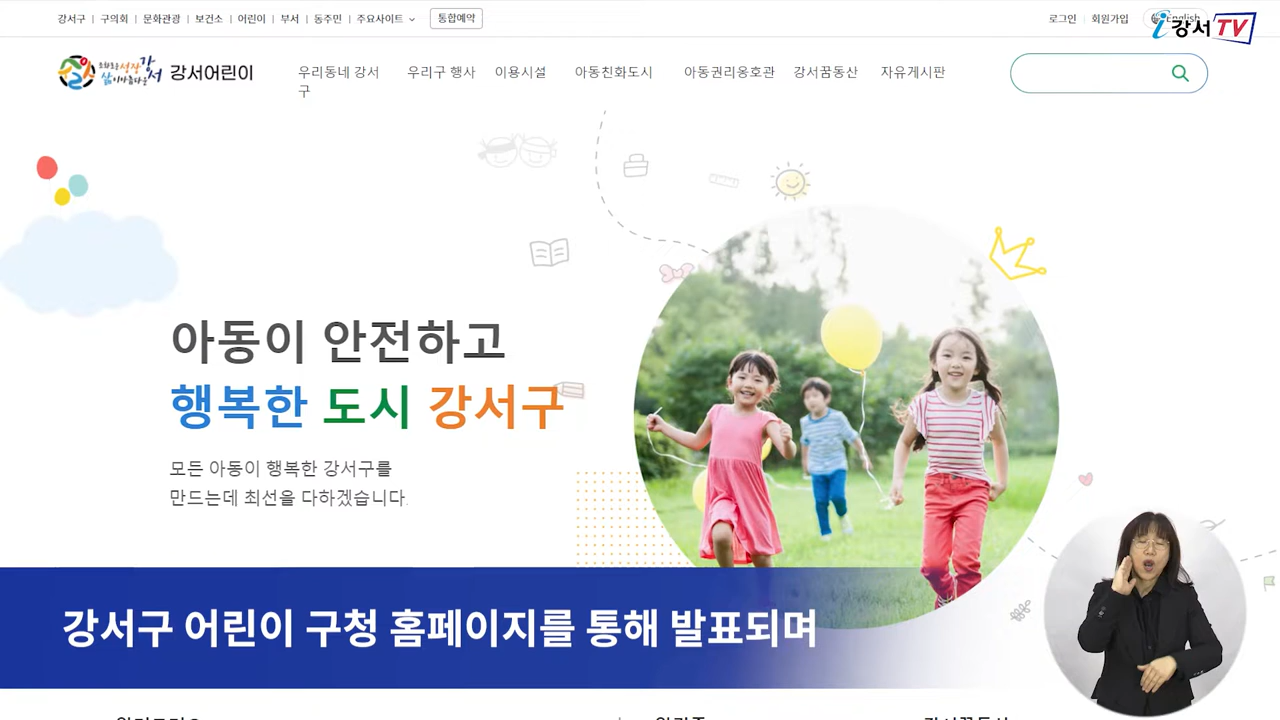 강서구 | 구의회 | 문화관광 | 보건소 | 어린이 | 부서 | 동주민 | 주요사이트 통합예약 로그인 회원가입 English
i강서TV
강서어린이 우리동네 강서구 우리구 행사 이용시설 아동친화도시 아동권리옹호관 강서꿈동산 자유게시판
아동이 안전하고
행복한 도시 강서구
모든 아동이 행복한 강서구를
만드는데 최선을 다하겠습니다.
강서구 어린이 구청 홈페이지를 통해 발표되며